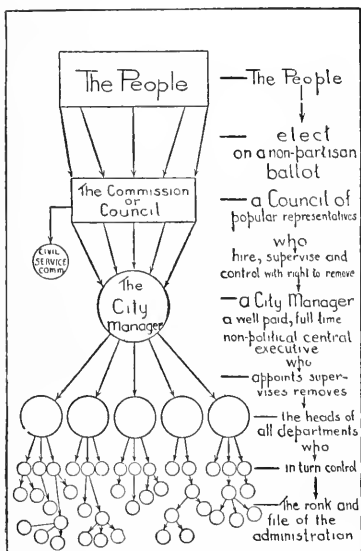 The People
The Commission
or
Council
CIVIL
SERVICE
COMM.
The
City
Manager
The People
elect
on a non-partisan
ballot
a Council of
popular representatives
who
hire, supervise and
control with right to remove
a City Manager
a well paid, full time
non-political central
executive
who
appoints super-
vises removes
the heads of
all departments
who
in turn control
The rank and
file of the
administration